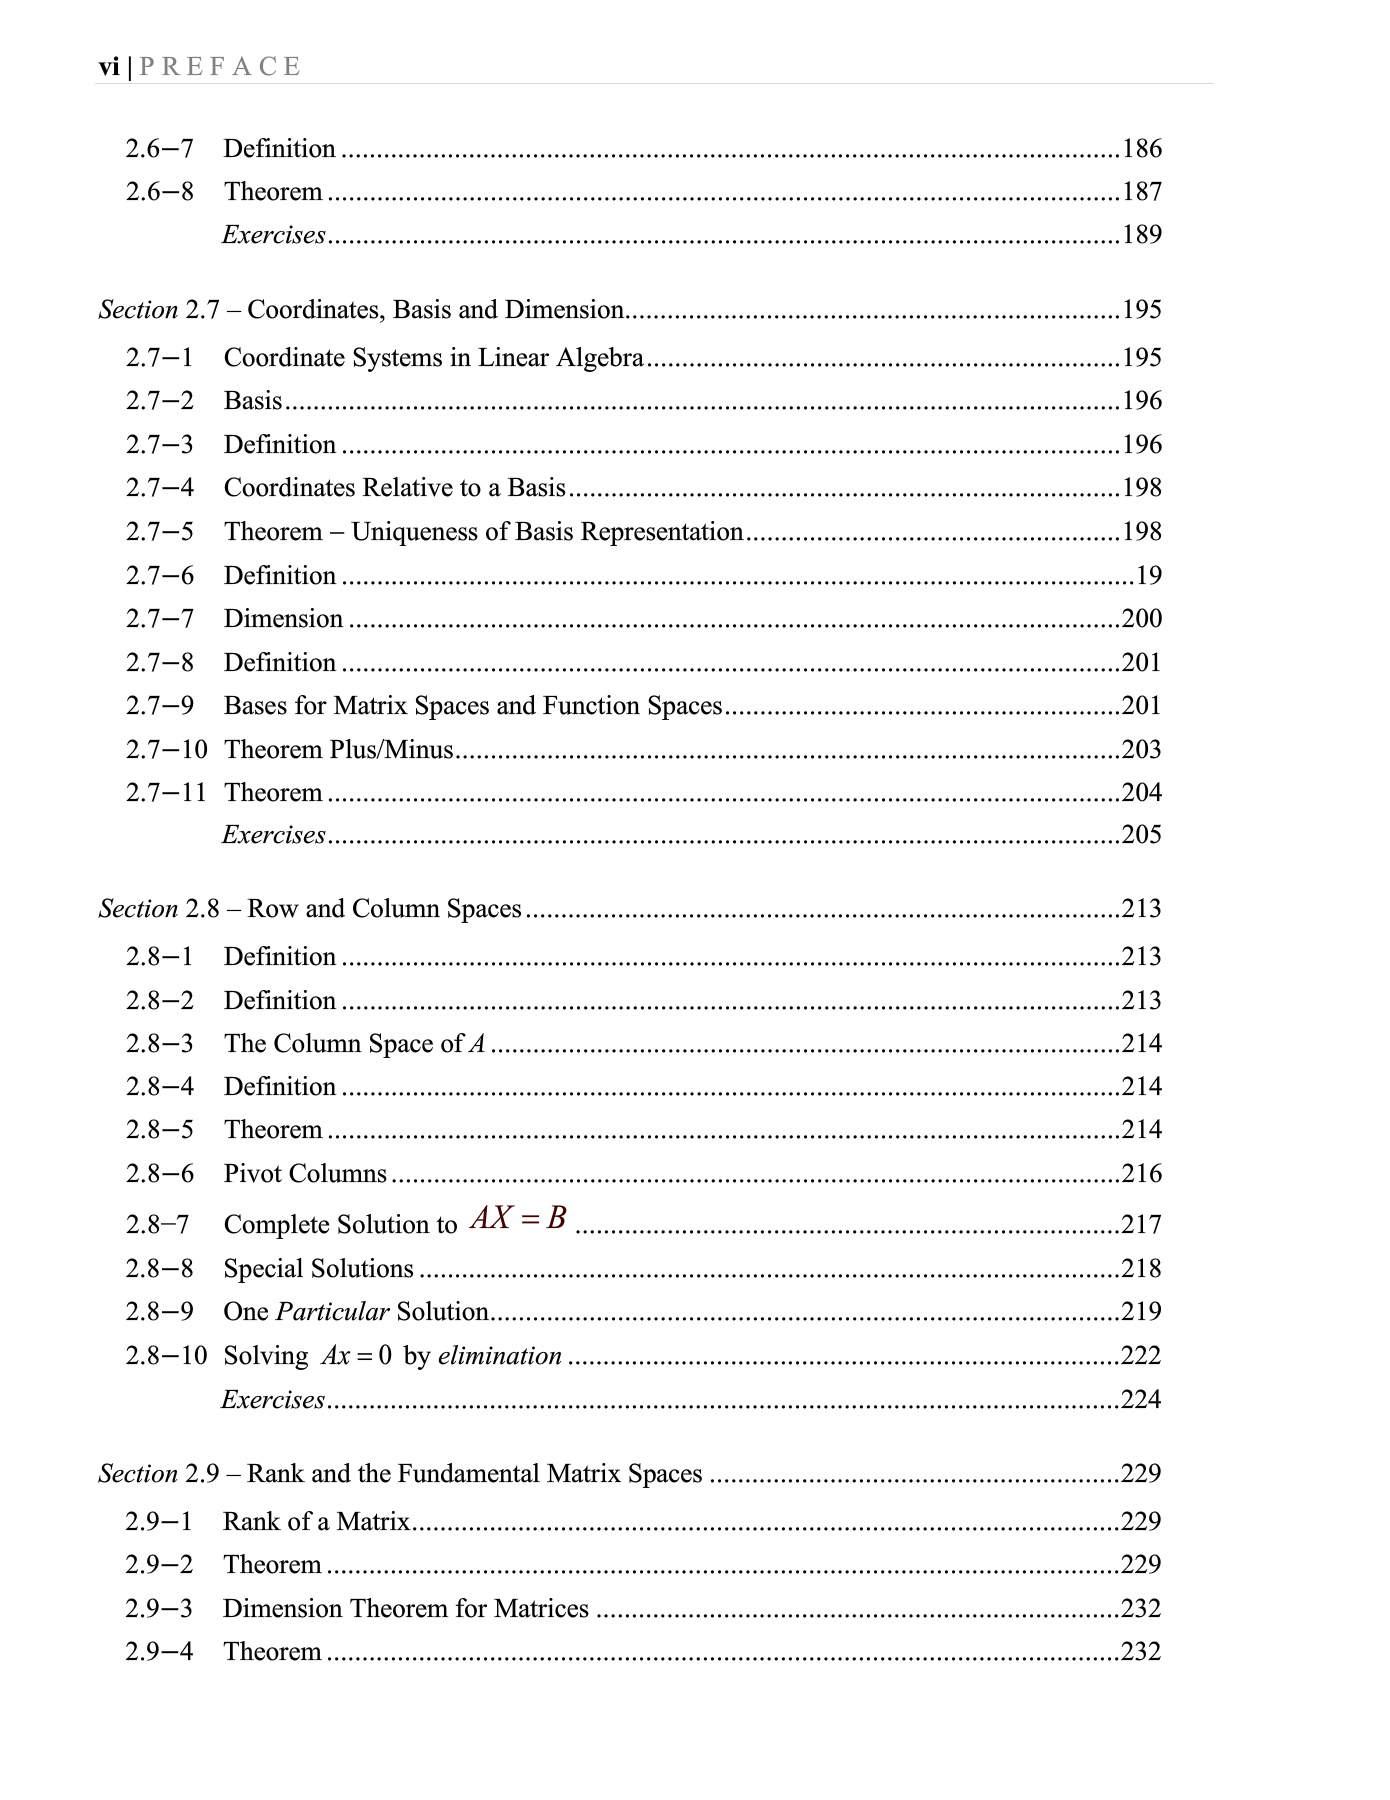 vi | P R E F A C E
2.6–7 Definition ........................................ 186
2.6–8 Theorem ........................................ 187
Exercises ........................................ 189
Section 2.7 – Coordinates, Basis and Dimension ........................................ 195
2.7–1 Coordinate Systems in Linear Algebra ........................................ 195
2.7–2 Basis ........................................ 196
2.7–3 Definition ........................................ 196
2.7–4 Coordinates Relative to a Basis ........................................ 198
2.7–5 Theorem – Uniqueness of Basis Representation ........................................ 198
2.7–6 Definition ........................................ 19
2.7–7 Dimension ........................................ 200
2.7–8 Definition ........................................ 201
2.7–9 Bases for Matrix Spaces and Function Spaces ........................................ 201
2.7–10 Theorem Plus/Minus ........................................ 203
2.7–11 Theorem ........................................ 204
Exercises ........................................ 205
Section 2.8 – Row and Column Spaces ........................................ 213
2.8–1 Definition ........................................ 213
2.8–2 Definition ........................................ 213
2.8–3 The Column Space of A ........................................ 214
2.8–4 Definition ........................................ 214
2.8–5 Theorem ........................................ 214
2.8–6 Pivot Columns ........................................ 216
2.8–7 Complete Solution to AX = B ........................................ 217
2.8–8 Special Solutions ........................................ 218
2.8–9 One Particular Solution ........................................ 219
2.8–10 Solving Ax = 0 by elimination ........................................ 222
Exercises ........................................ 224
Section 2.9 – Rank and the Fundamental Matrix Spaces ........................................ 229
2.9–1 Rank of a Matrix ........................................ 229
2.9–2 Theorem ........................................ 229
2.9–3 Dimension Theorem for Matrices ........................................ 232
2.9–4 Theorem ........................................ 232